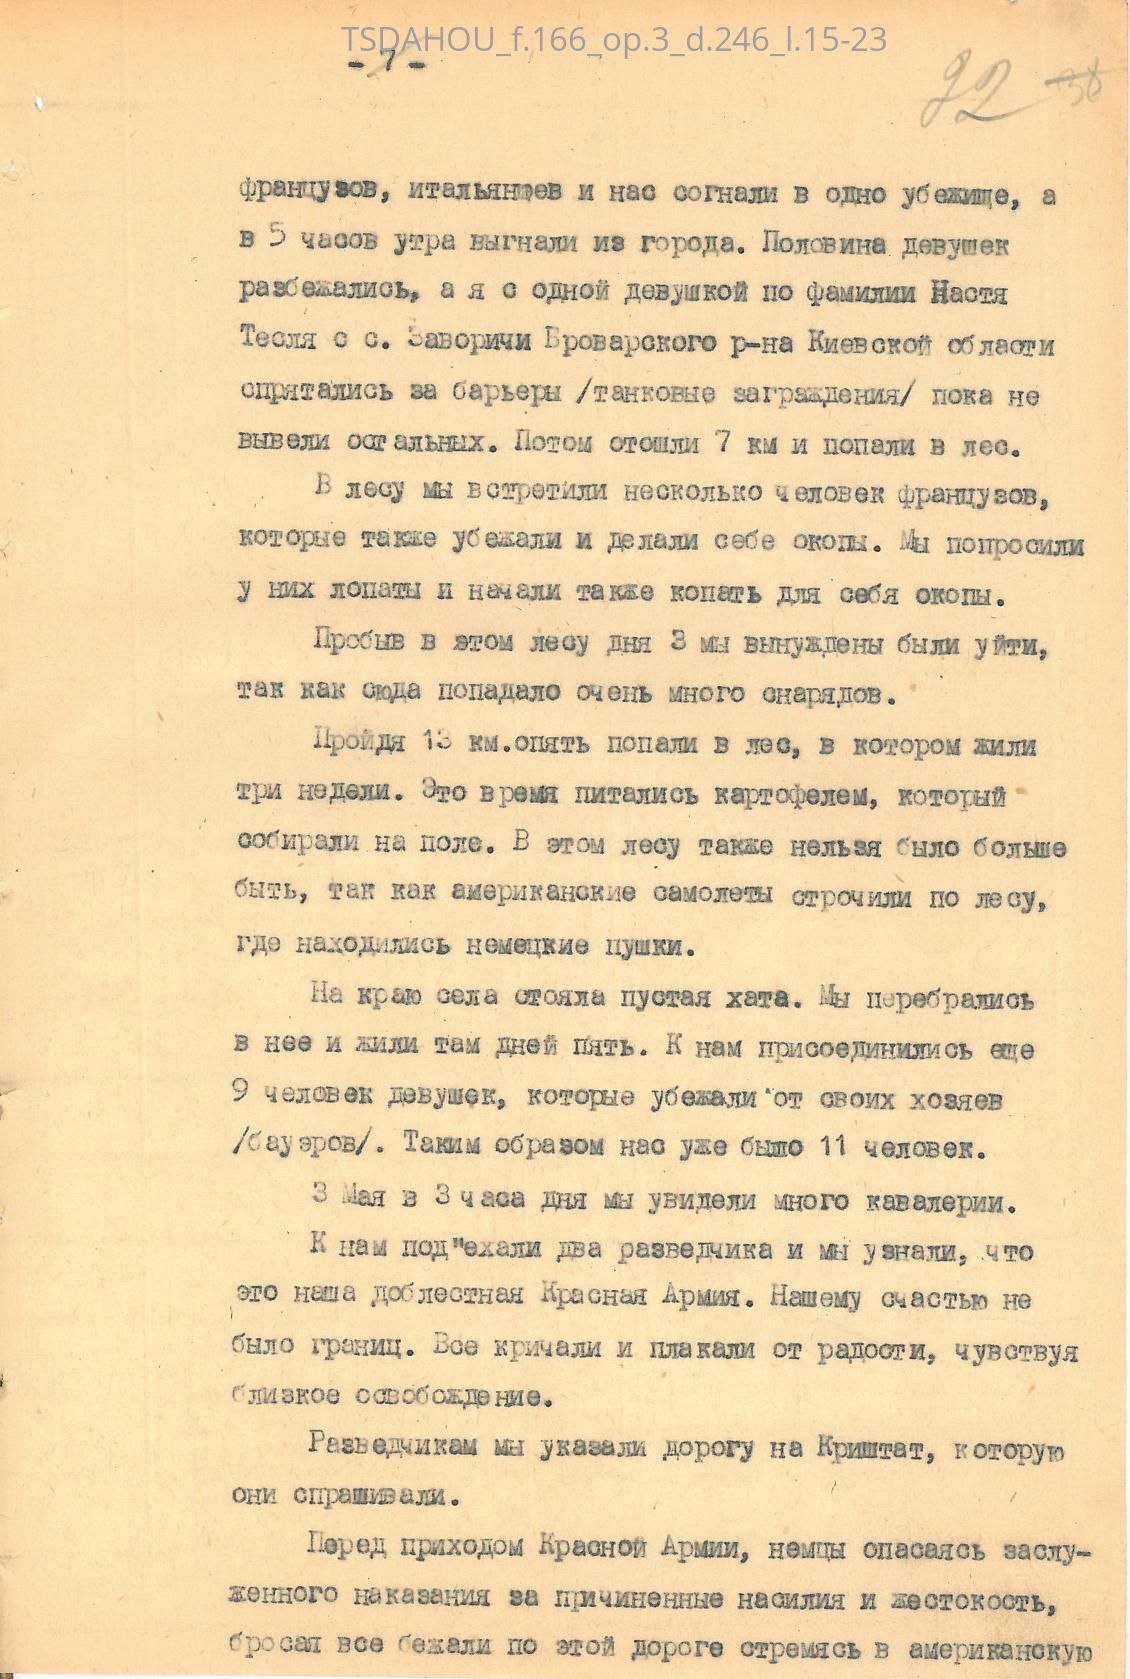 TSDAHOU_f.166_op.3_d.246_l.15-23
- 7 -
22 38
французов, итальянцев и нас согнали в одно убежище, а
в 5 часов утра выгнали из города. Половина девушек
разбежались, а я с одной девушкой по фамилии Настя
Тесля с с. Заворичи Броварского р-на Киевской области
спрятались за барьеры /танковые заграждения/ пока не
вывели остальных. Потом отошли 7 км и попали в лес.
В лесу мы встретили несколько человек французов,
которые также убежали и делали себе окопы. Мы попросили
у них лопаты и начали также копать для себя окопы.
Пробыв в этом лесу дня 3 мы вынуждены были уйти,
так как сюда попадало очень много снарядов.
Пройдя 13 км.опять попали в лес, в котором жили
три недели. Это время питались картофелем, который
собирали на поле. В этом лесу также нельзя было больше
быть, так как американские самолеты строчили по лесу,
где находились немецкие пушки.
На краю села стояла пустая хата. Мы перебрались
в нее и жили там дней пять. К нам присоединились еще
9 человек девушек, которые убежали от своих хозяев
/бауэров/. Таким образом нас уже было 11 человек.
3 Мая в 3 часа дня мы увидели много кавалерии.
К нам под"ехали два разведчика и мы узнали, что
это наша доблестная Красная Армия. Нашему счастью не
было границ. Все кричали и плакали от радости, чувствуя
близкое освобождение.
Разведчикам мы указали дорогу на Криштат, которую
они спрашивали.
Перед приходом Красной Армии, немцы опасаясь заслу-
женного наказания за причиненные насилия и жестокость,
бросая все бежали по этой дороге стремясь в американскую